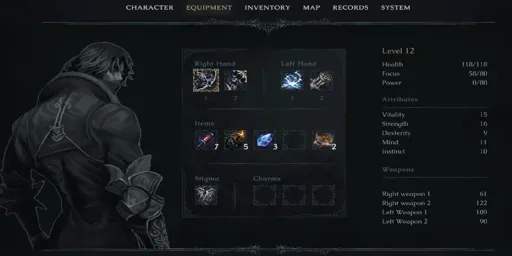 CHARACTER EQUIPMENT INVENTORY MAP RECORDS SYSTEM
Right Hand Left Hand
1 2 1 2
Items
7 5 3 2
Stigma Charms
Level 12
Health 118/118
Focus 50/80
Power 0/80
Attributes
Vitality 15
Strength 16
Dexterity 9
Mind 11
Instinct 10
Weapons
Right weapon 1 61
Right weapon 2 122
Left Weapon 1 109
Left Weapon 2 90